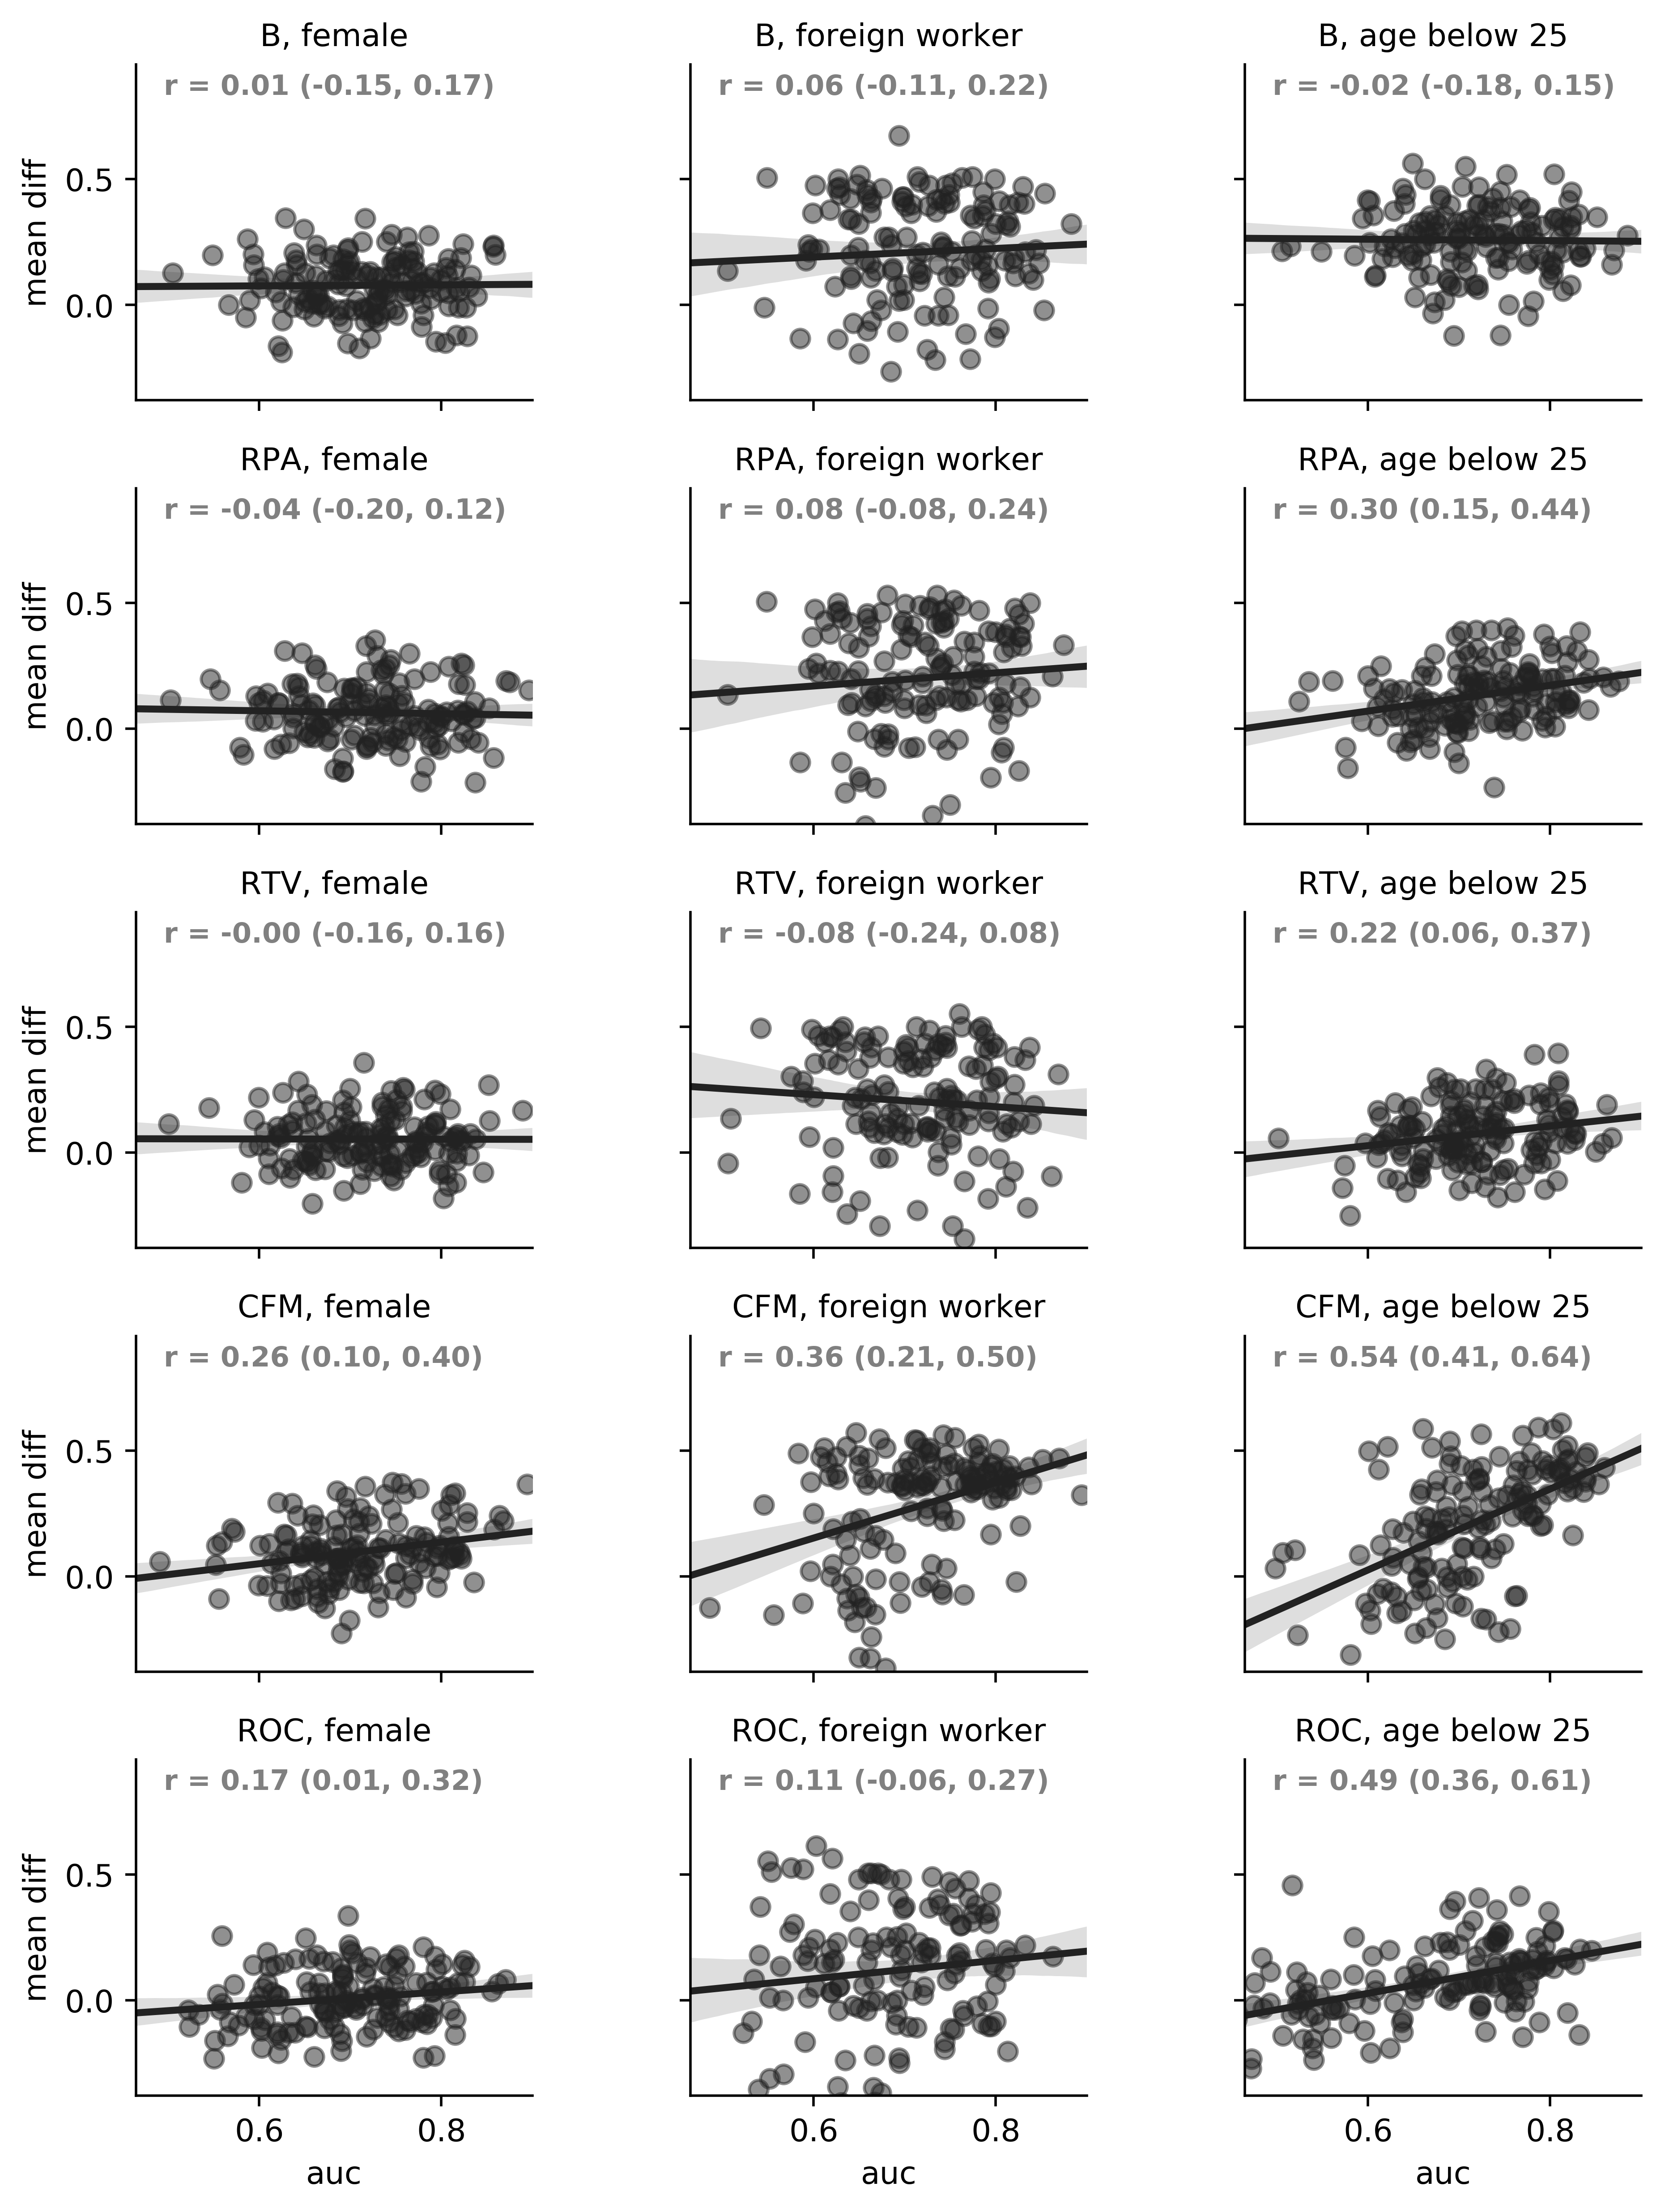 B, female
B, foreign worker
B, age below 25
r = 0.01 (-0.15, 0.17)
r = 0.06 (-0.11, 0.22)
r = -0.02 (-0.18, 0.15)
mean diff
0.5
0.0
RPA, female
RPA, foreign worker
RPA, age below 25
r = -0.04 (-0.20, 0.12)
r = 0.08 (-0.08, 0.24)
r = 0.30 (0.15, 0.44)
mean diff
0.5
0.0
RTV, female
RTV, foreign worker
RTV, age below 25
r = -0.00 (-0.16, 0.16)
r = -0.08 (-0.24, 0.08)
r = 0.22 (0.06, 0.37)
mean diff
0.5
0.0
CFM, female
CFM, foreign worker
CFM, age below 25
r = 0.26 (0.10, 0.40)
r = 0.36 (0.21, 0.50)
r = 0.54 (0.41, 0.64)
mean diff
0.5
0.0
ROC, female
ROC, foreign worker
ROC, age below 25
r = 0.17 (0.01, 0.32)
r = 0.11 (-0.06, 0.27)
r = 0.49 (0.36, 0.61)
mean diff
0.5
0.0
0.6 0.8
0.6 0.8
0.6 0.8
auc
auc
auc